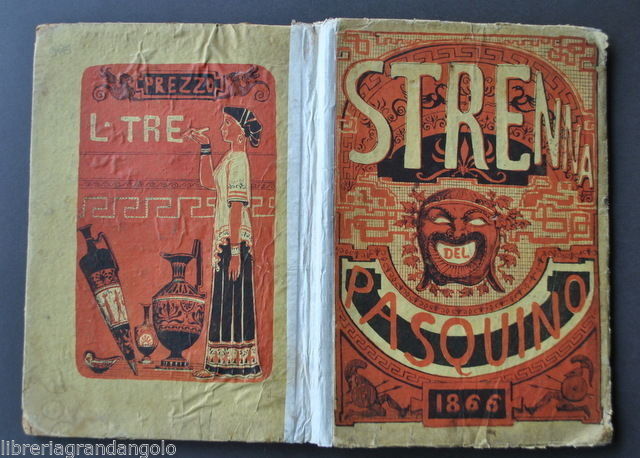 PREZZO
L. TRE
STRENNA
DEL
PASQUINO
1866
libreriagrandangolo